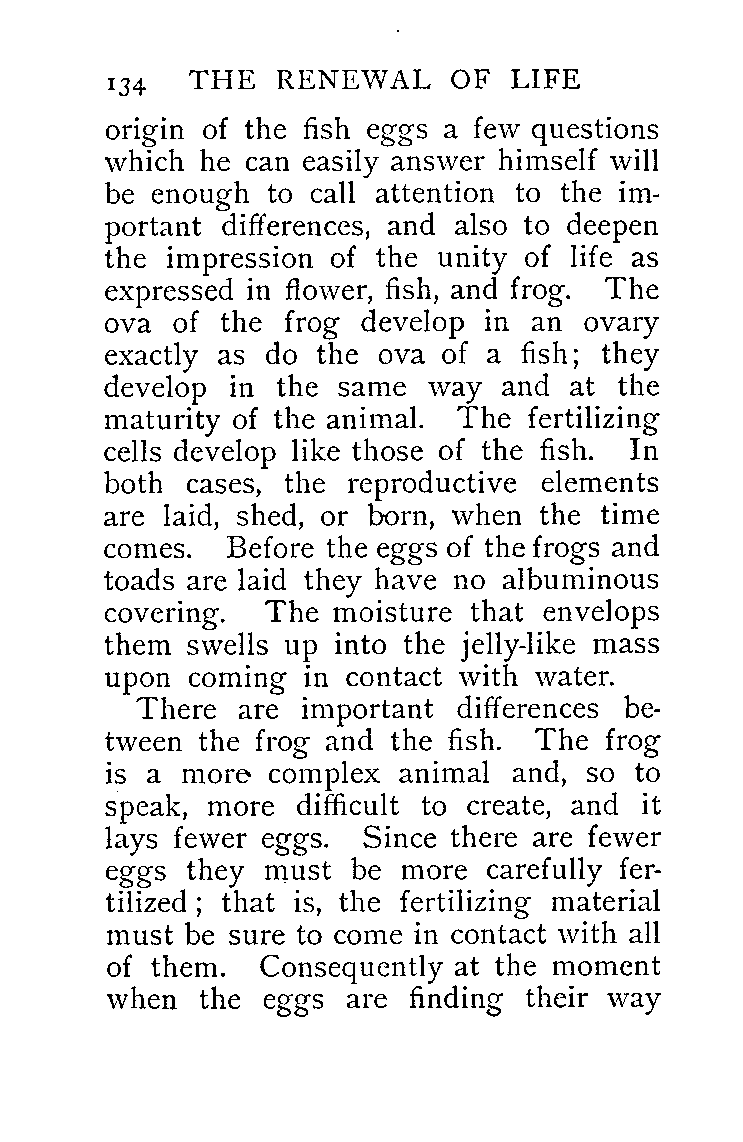 134 THE RENEWAL OF LIFE
origin of the fish eggs a few questions
which he can easily answer himself will
be enough to call attention to the im-
portant differences, and also to deepen
the impression of the unity of life as
expressed in flower, fish, and frog. The
ova of the frog develop in an ovary
exactly as do the ova of a fish; they
develop in the same way and at the
maturity of the animal. The fertilizing
cells develop like those of the fish. In
both cases, the reproductive elements
are laid, shed, or born, when the time
comes. Before the eggs of the frogs and
toads are laid they have no albuminous
covering. The moisture that envelops
them swells up into the jelly-like mass
upon coming in contact with water.
There are important differences be-
tween the frog and the fish. The frog
is a more complex animal and, so to
speak, more difficult to create, and it
lays fewer eggs. Since there are fewer
eggs they must be more carefully fer-
tilized; that is, the fertilizing material
must be sure to come in contact with all
of them. Consequently at the moment
when the eggs are finding their way